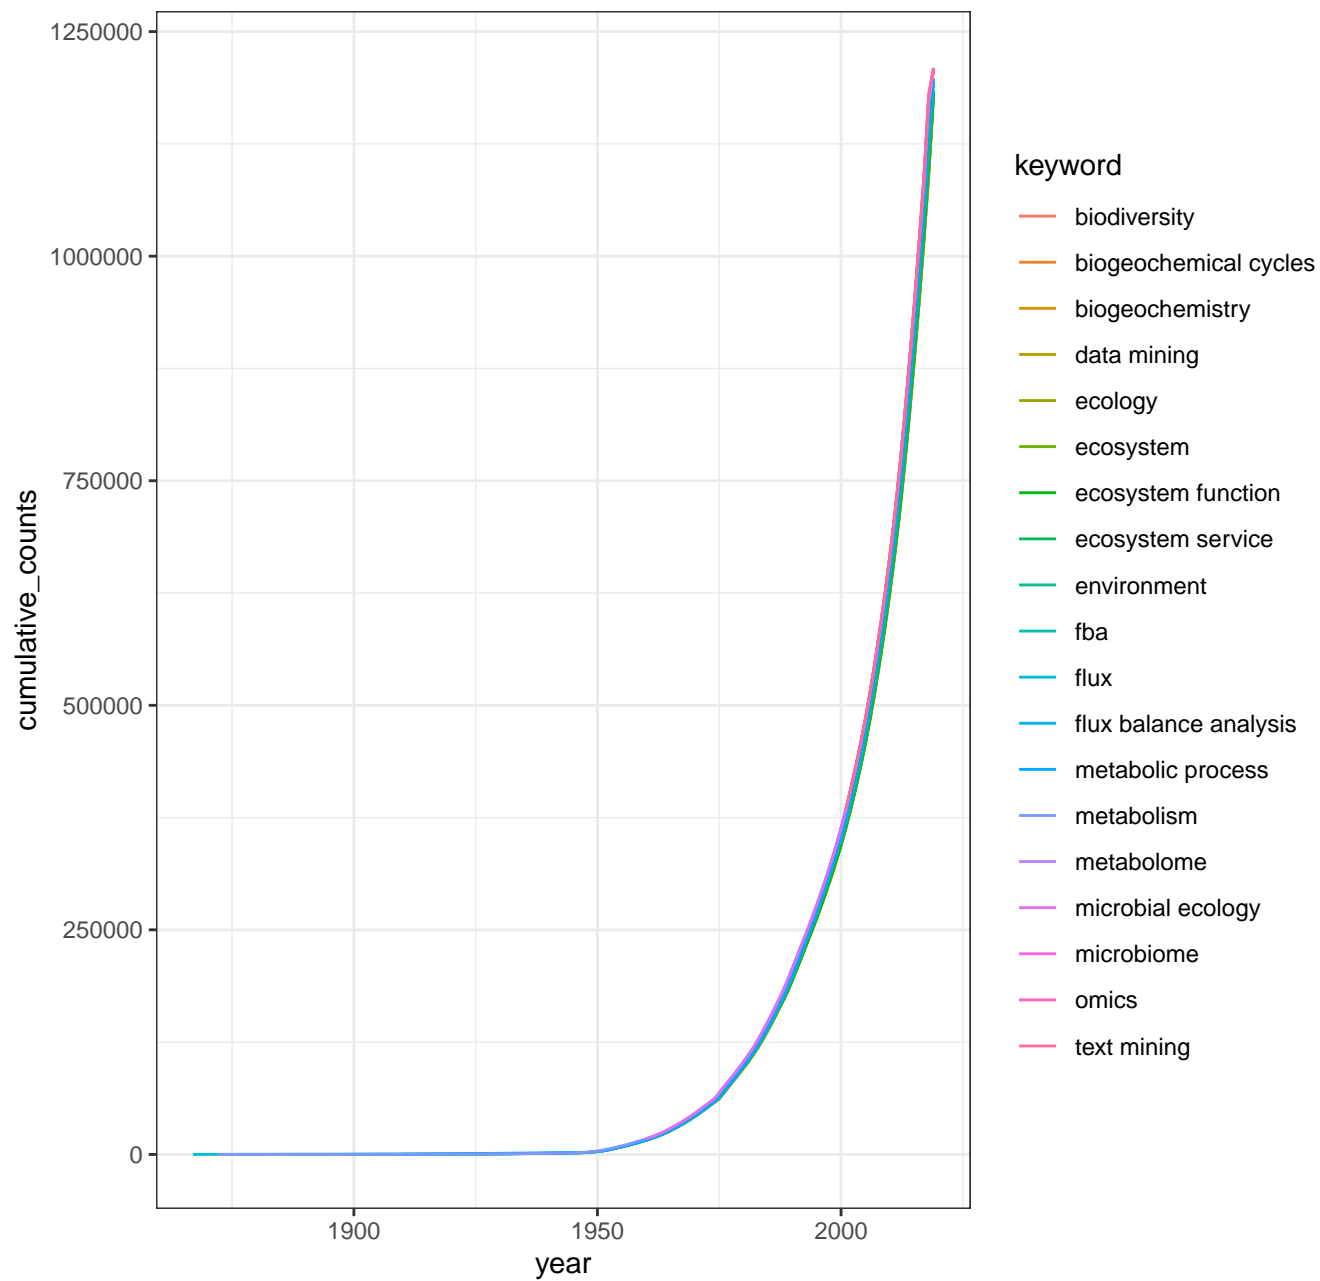 cumulative_counts
1250000
1000000
750000
500000
250000
0
1900
1950
2000
year
keyword
biodiversity
biogeochemical cycles
biogeochemistry
data mining
ecology
ecosystem
ecosystem function
ecosystem service
environment
fba
flux
flux balance analysis
metabolic process
metabolism
metabolome
microbial ecology
microbiome
omics
text mining